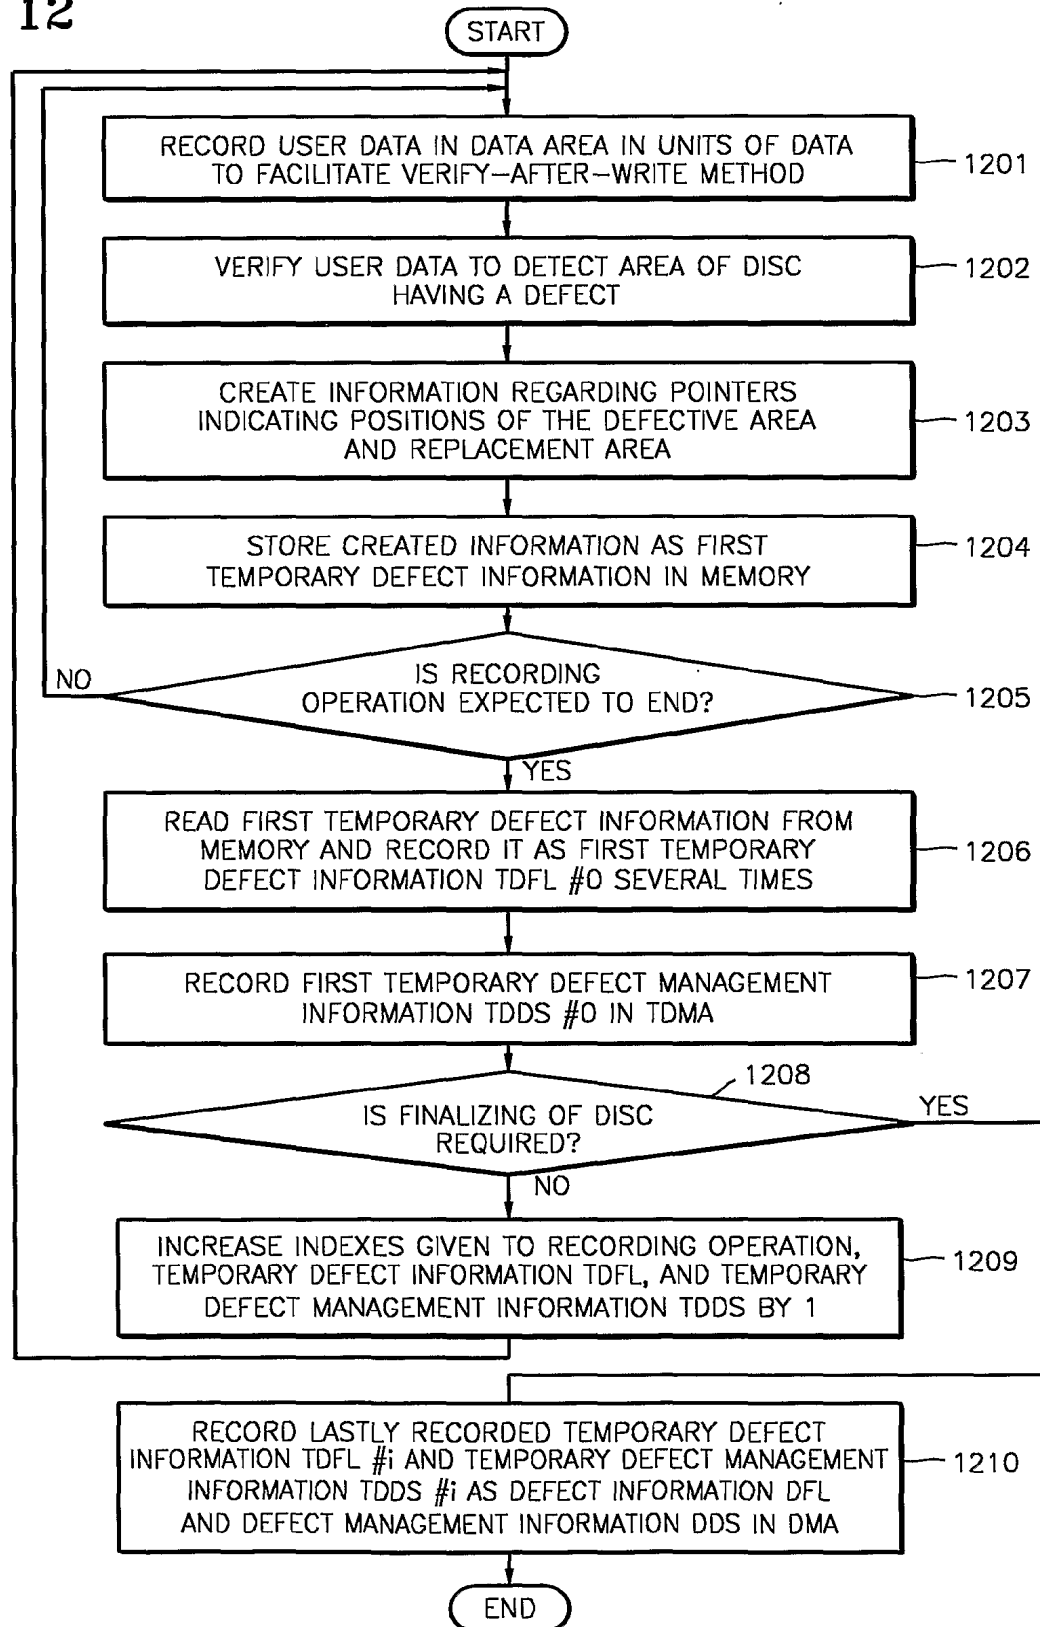 12
START
RECORD USER DATA IN DATA AREA IN UNITS OF DATA
TO FACILITATE VERIFY-AFTER-WRITE METHOD
1201
VERIFY USER DATA TO DETECT AREA OF DISC
HAVING A DEFECT
1202
CREATE INFORMATION REGARDING POINTERS
INDICATING POSITIONS OF THE DEFECTIVE AREA
AND REPLACEMENT AREA
1203
STORE CREATED INFORMATION AS FIRST
TEMPORARY DEFECT INFORMATION IN MEMORY
1204
IS RECORDING
OPERATION EXPECTED TO END?
1205
NO
YES
READ FIRST TEMPORARY DEFECT INFORMATION FROM
MEMORY AND RECORD IT AS FIRST TEMPORARY
DEFECT INFORMATION TDFL #0 SEVERAL TIMES
1206
RECORD FIRST TEMPORARY DEFECT MANAGEMENT
INFORMATION TDDS #0 IN TDMA
1207
1208
IS FINALIZING OF DISC
REQUIRED?
YES
NO
INCREASE INDEXES GIVEN TO RECORDING OPERATION,
TEMPORARY DEFECT INFORMATION TDFL, AND TEMPORARY
DEFECT MANAGEMENT INFORMATION TDDS BY 1
1209
RECORD LASTLY RECORDED TEMPORARY DEFECT
INFORMATION TDFL #i AND TEMPORARY DEFECT MANAGEMENT
INFORMATION TDDS #i AS DEFECT INFORMATION DFL
AND DEFECT MANAGEMENT INFORMATION DDS IN DMA
1210
END